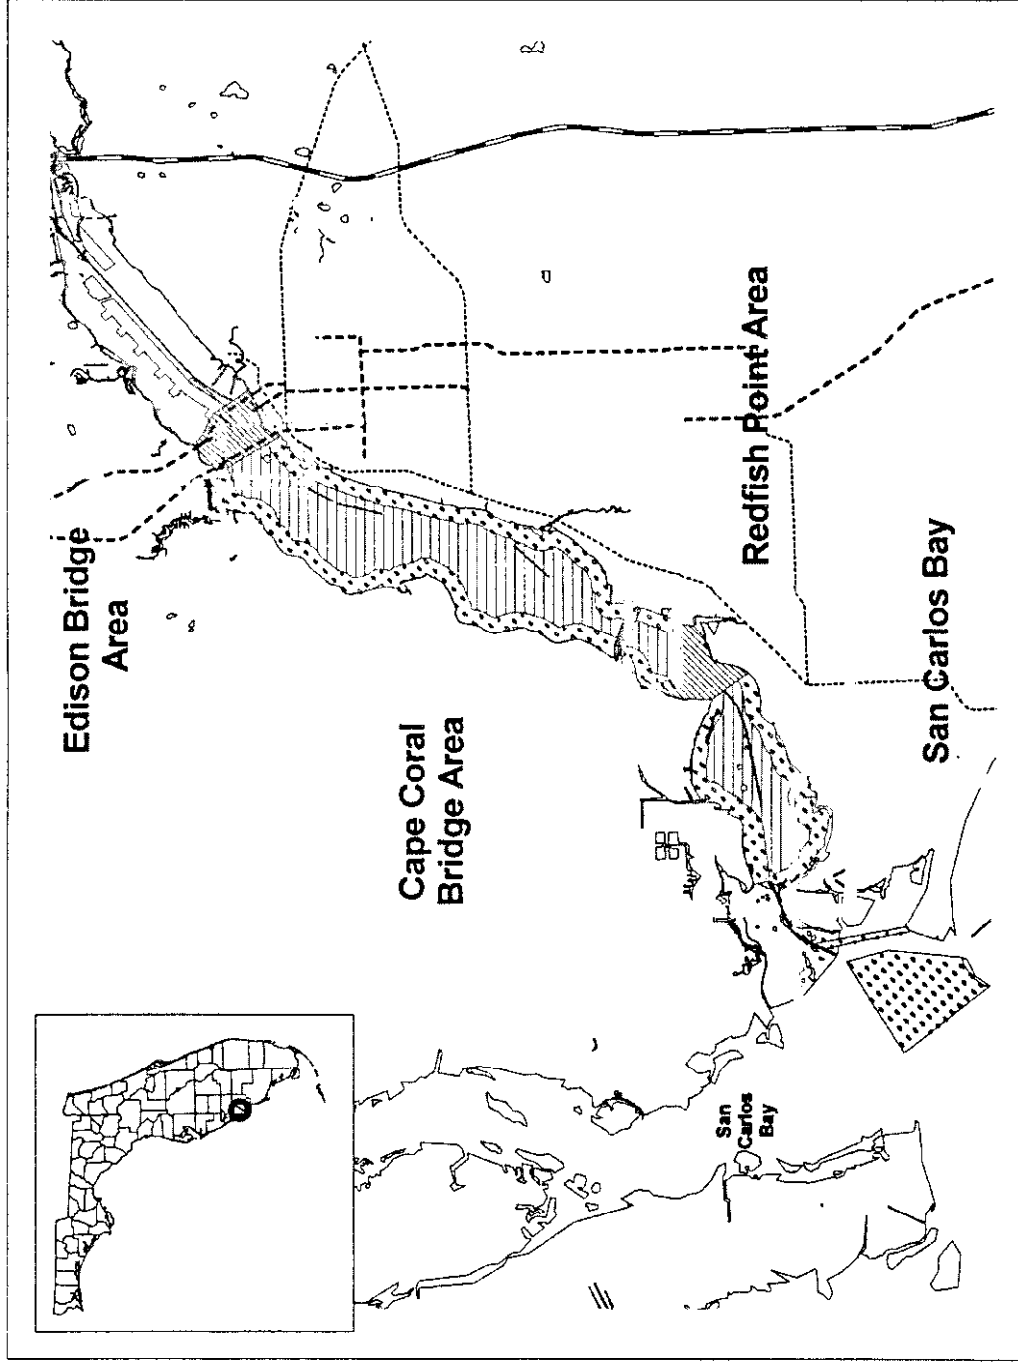 Edison Bridge
Area
Cape Coral
Bridge Area
Redfish Point Area
San Carlos Bay
San
Carlos
Bay